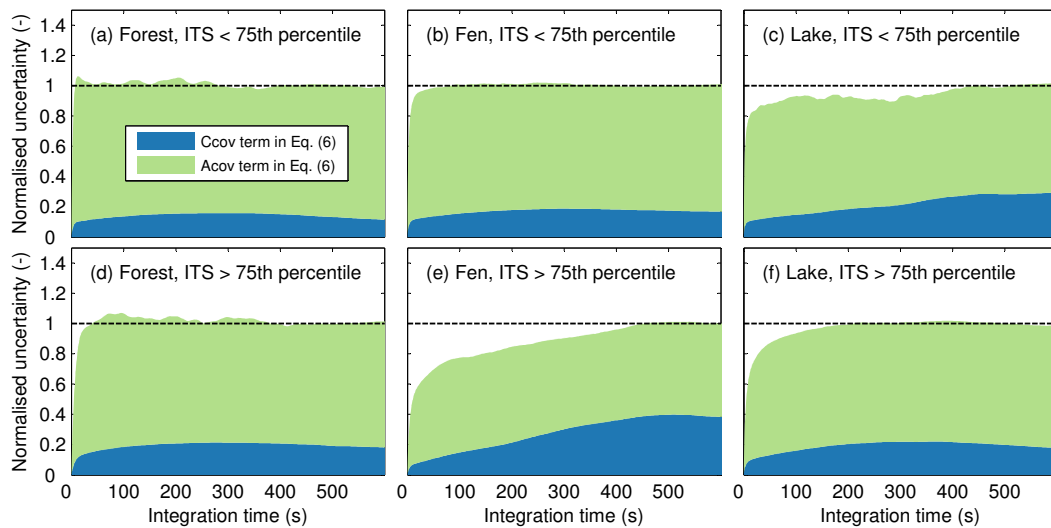 (a) Forest, ITS < 75th percentile
(b) Fen, ITS < 75th percentile
(c) Lake, ITS < 75th percentile
Normalised uncertainty (-)
1.4
1.2
1
0.8
0.6
0.4
0.2
0
Ccov term in Eq. (6)
Acov term in Eq. (6)
(d) Forest, ITS > 75th percentile
(e) Fen, ITS > 75th percentile
(f) Lake, ITS > 75th percentile
Normalised uncertainty (-)
1.4
1.2
1
0.8
0.6
0.4
0.2
0
0 100 200 300 400 500
0 100 200 300 400 500
0 100 200 300 400 500
Integration time (s)
Integration time (s)
Integration time (s)